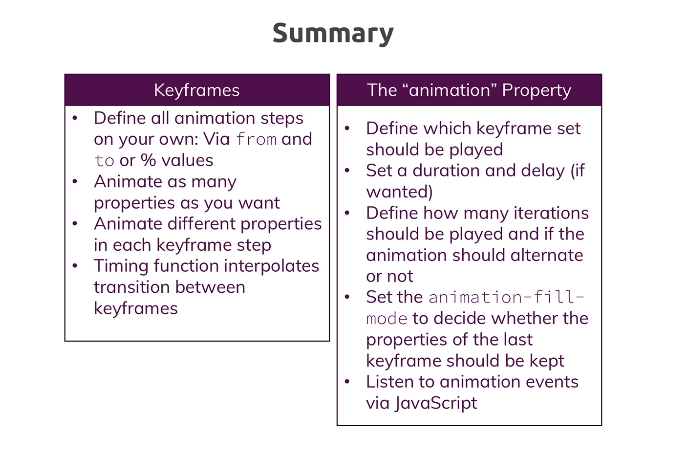 Summary
Keyframes
• Define all animation steps
on your own: Via from and
to or % values
• Animate as many
properties as you want
• Animate different properties
in each keyframe step
• Timing function interpolates
transition between
keyframes
The “animation” Property
• Define which keyframe set
should be played
• Set a duration and delay (if
wanted)
• Define how many iterations
should be played and if the
animation should alternate
or not
• Set the animation-fill-
mode to decide whether the
properties of the last
keyframe should be kept
• Listen to animation events
via JavaScript